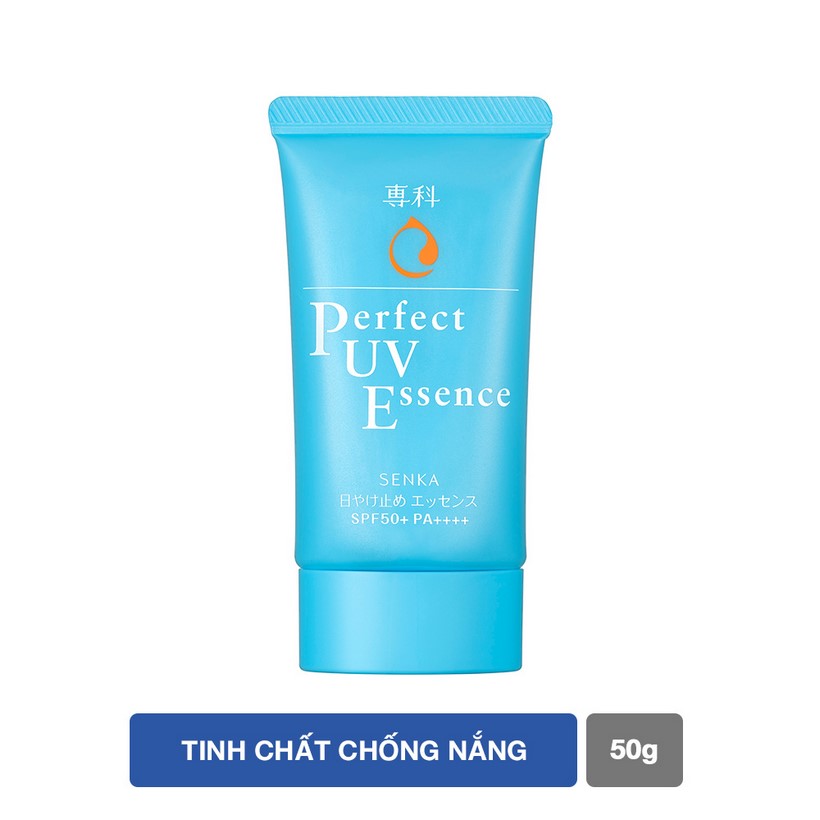 専科
Perfect
UV
Essence
SENKA
日やけ止め エッセンス
SPF50+ PA++++
TINH CHẤT CHỐNG NẮNG
50g